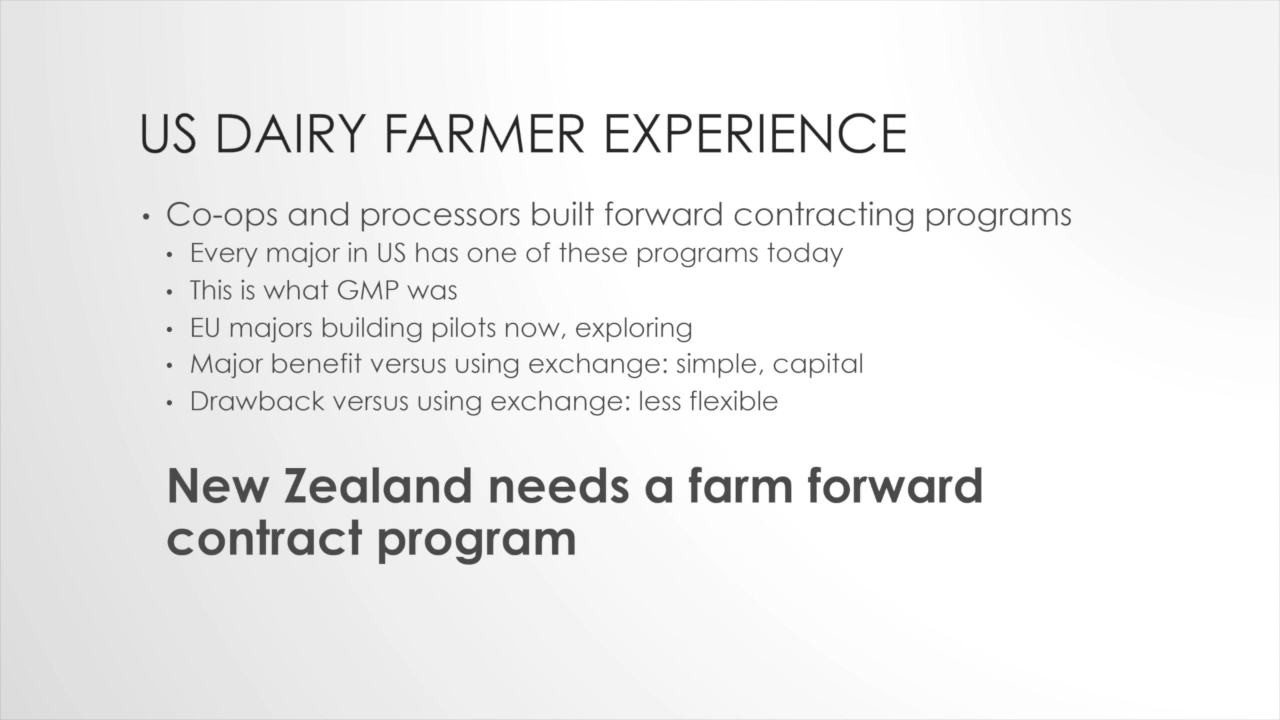 US DAIRY FARMER EXPERIENCE
• Co-ops and processors built forward contracting programs
• Every major in US has one of these programs today
• This is what GMP was
• EU majors building pilots now, exploring
• Major benefit versus using exchange: simple, capital
• Drawback versus using exchange: less flexible
New Zealand needs a farm forward
contract program